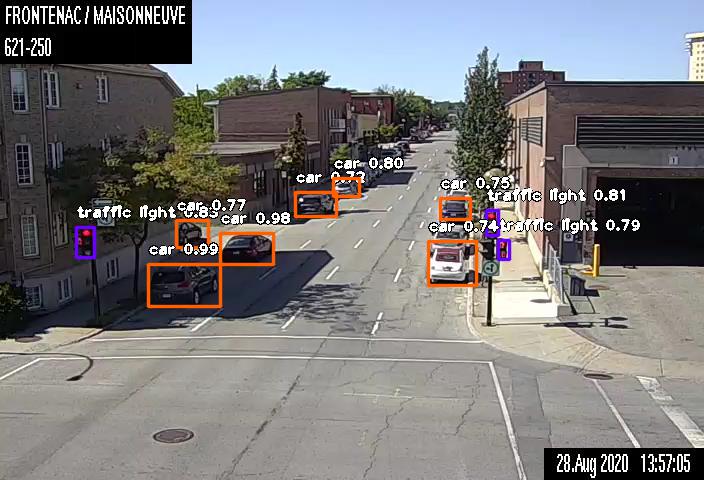 FRONTENAC / MAISONNEUVE
621-250
car 0.80
car 0.72
car 0.75
traffic light 0.81
car 0.77
traffic light 0.83
car 0.98
car 0.74
traffic light 0.79
car 0.99
28.Aug 2020 13:57:05